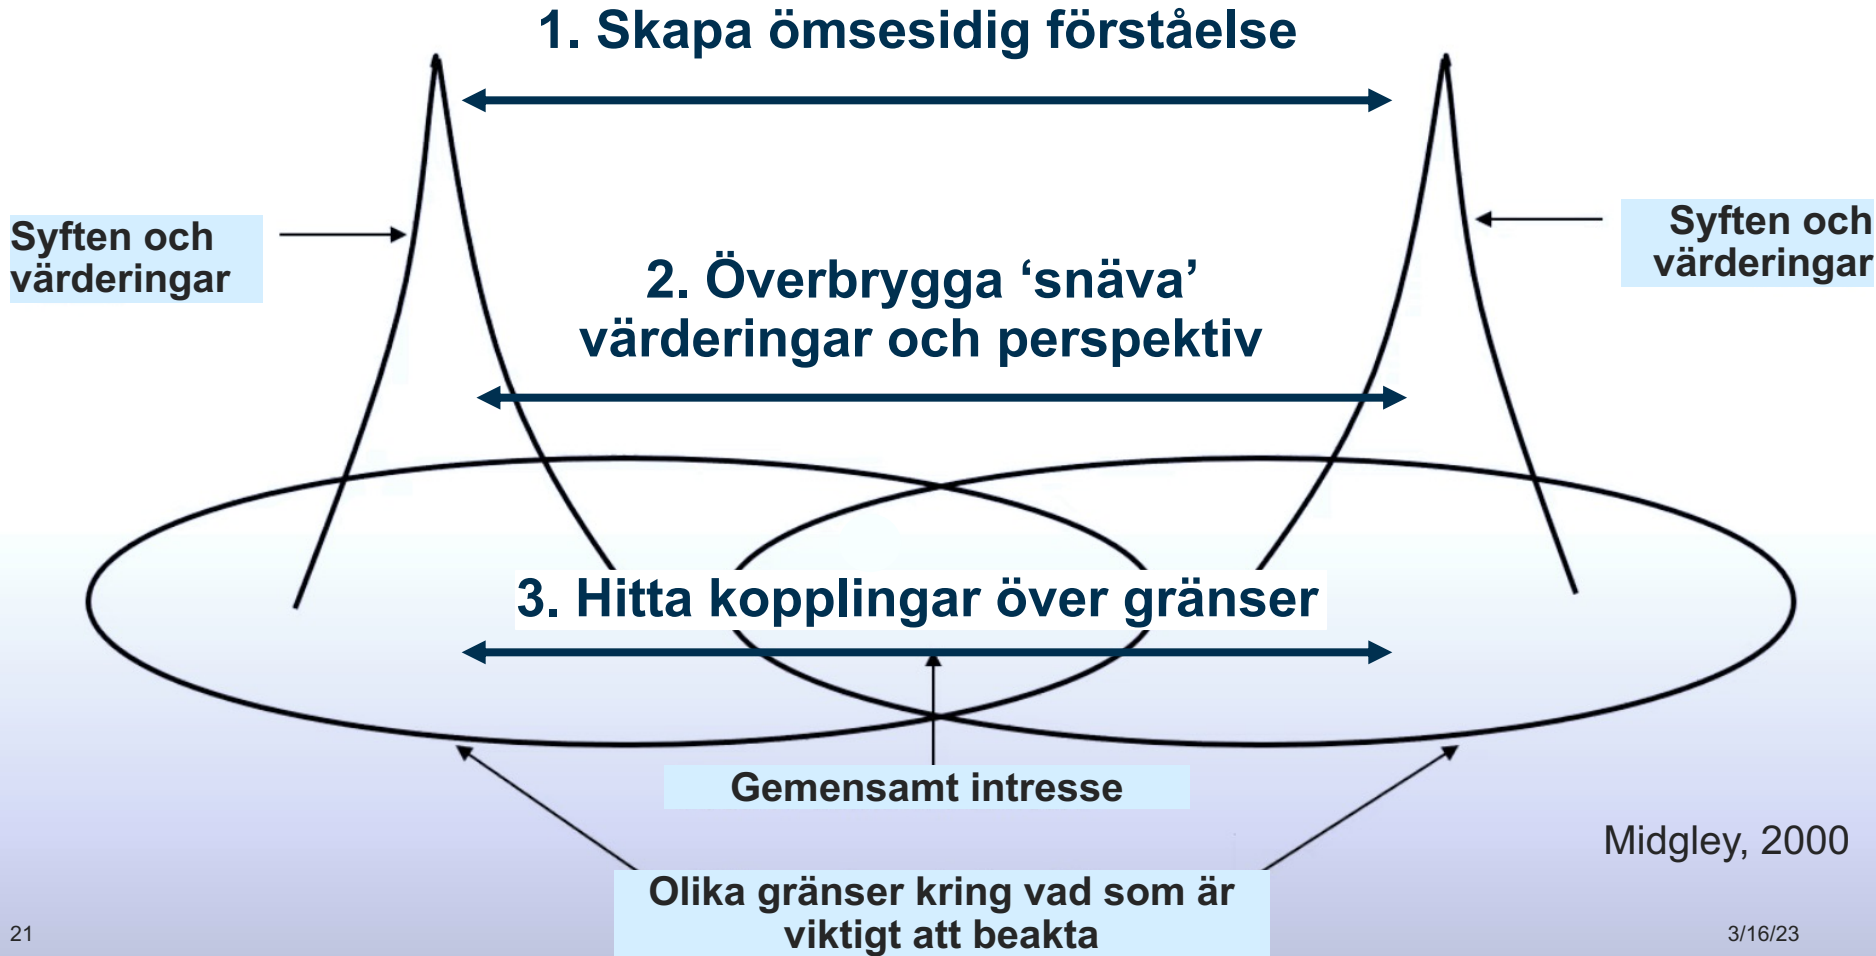 1. Skapa ömsesidig förståelse
Syften och
värderingar
Syften och
värderingar
2. Överbrygga ‘snäva’
värderingar och perspektiv
3. Hitta kopplingar över gränser
Gemensamt intresse
Midgley, 2000
Olika gränser kring vad som är
viktigt att beakta
21
3/16/23